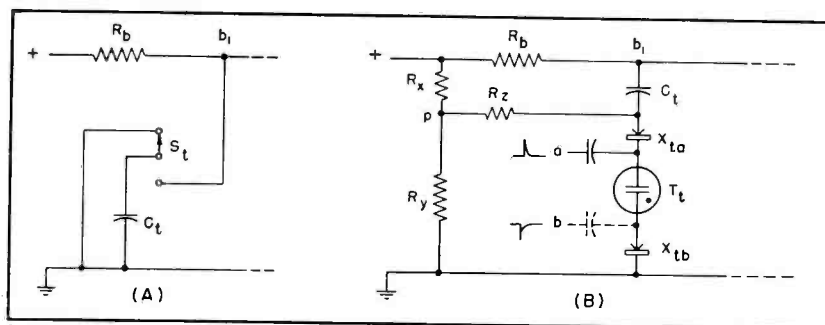 + R_b b_1
S_t
C_t
(A)
+ R_b b_1
R_x C_t
p R_z
X_ta
a
T_t
R_y
b
X_tb
(B)